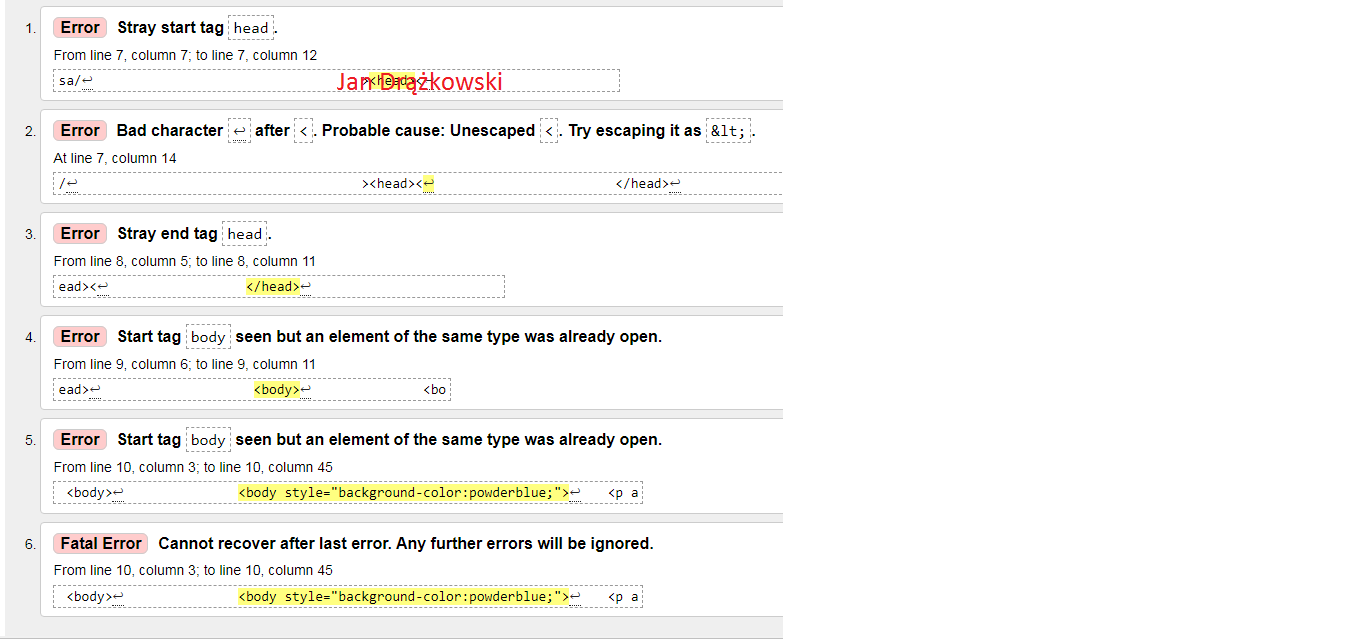 1. Error Stray start tag head.
From line 7, column 7; to line 7, column 12
sa/↩ ><head><↩
Jan Drążkowski
2. Error Bad character ↩ after <. Probable cause: Unescaped <. Try escaping it as &lt;.
At line 7, column 14
/↩ ><head><↩ </head>↩
3. Error Stray end tag head.
From line 8, column 5; to line 8, column 11
ead><↩ </head>↩
4. Error Start tag body seen but an element of the same type was already open.
From line 9, column 6; to line 9, column 11
ead>↩ <body>↩ <bo
5. Error Start tag body seen but an element of the same type was already open.
From line 10, column 3; to line 10, column 45
<body>↩ <body style="background-color:powderblue;">↩ <p a
6. Fatal Error Cannot recover after last error. Any further errors will be ignored.
From line 10, column 3; to line 10, column 45
<body>↩ <body style="background-color:powderblue;">↩ <p a